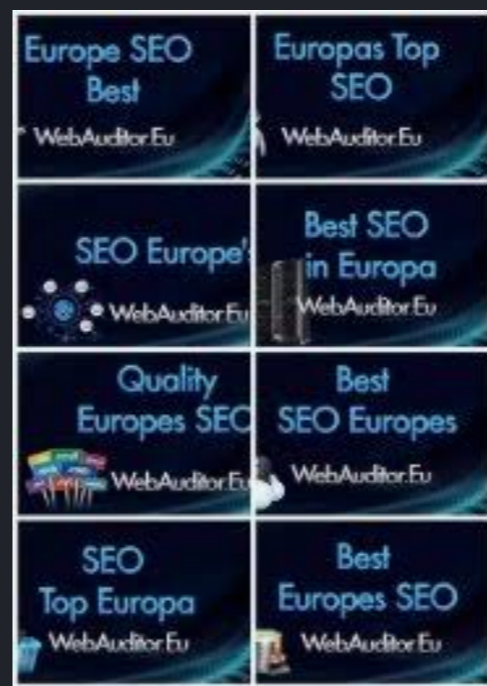 Europe SEO
Best
WebAuditor.Eu
Europas Top
SEO
WebAuditor.Eu
SEO Europe's
WebAuditor.Eu
Best SEO
in Europa
WebAuditor.Eu
Quality
Europes SEO
WebAuditor.Eu
Best
SEO Europes
WebAuditor.Eu
SEO
Top Europa
WebAuditor.Eu
Best
Europes SEO
WebAuditor.Eu